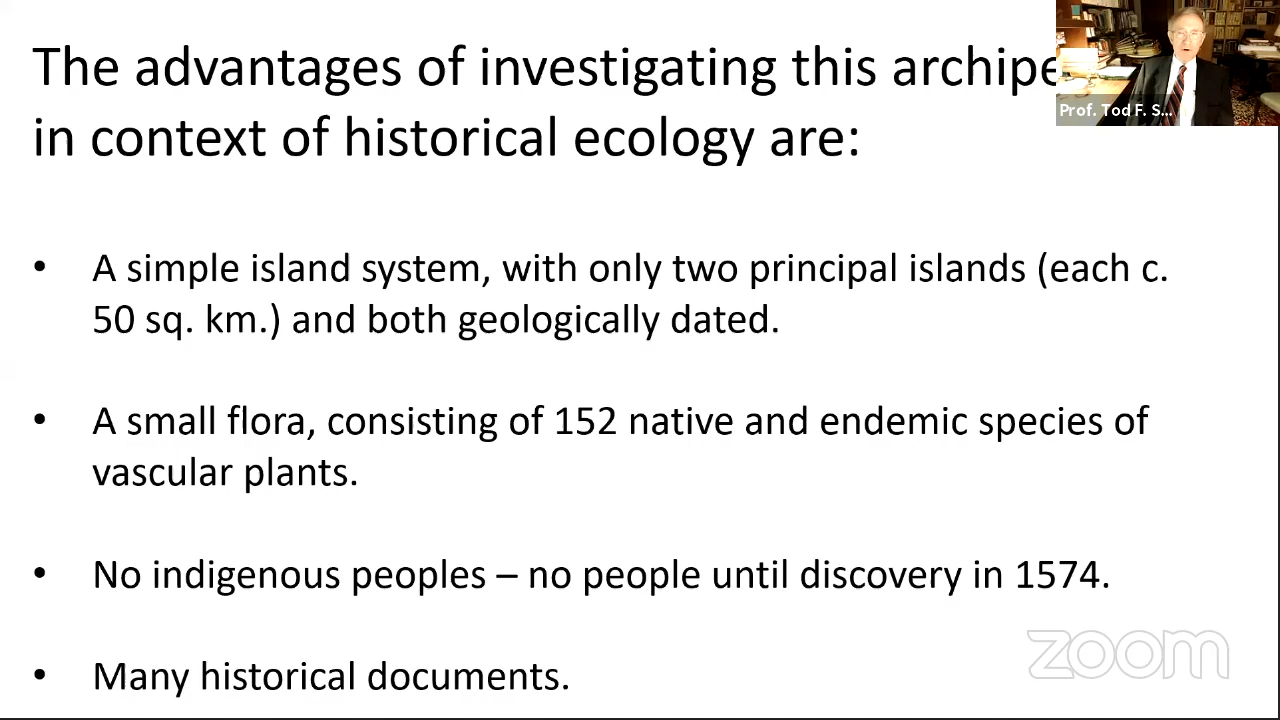 The advantages of investigating this archipe
in context of historical ecology are:
• A simple island system, with only two principal islands (each c.
50 sq. km.) and both geologically dated.
• A small flora, consisting of 152 native and endemic species of
vascular plants.
• No indigenous peoples – no people until discovery in 1574.
• Many historical documents.
Prof. Tod F. S...
zoom